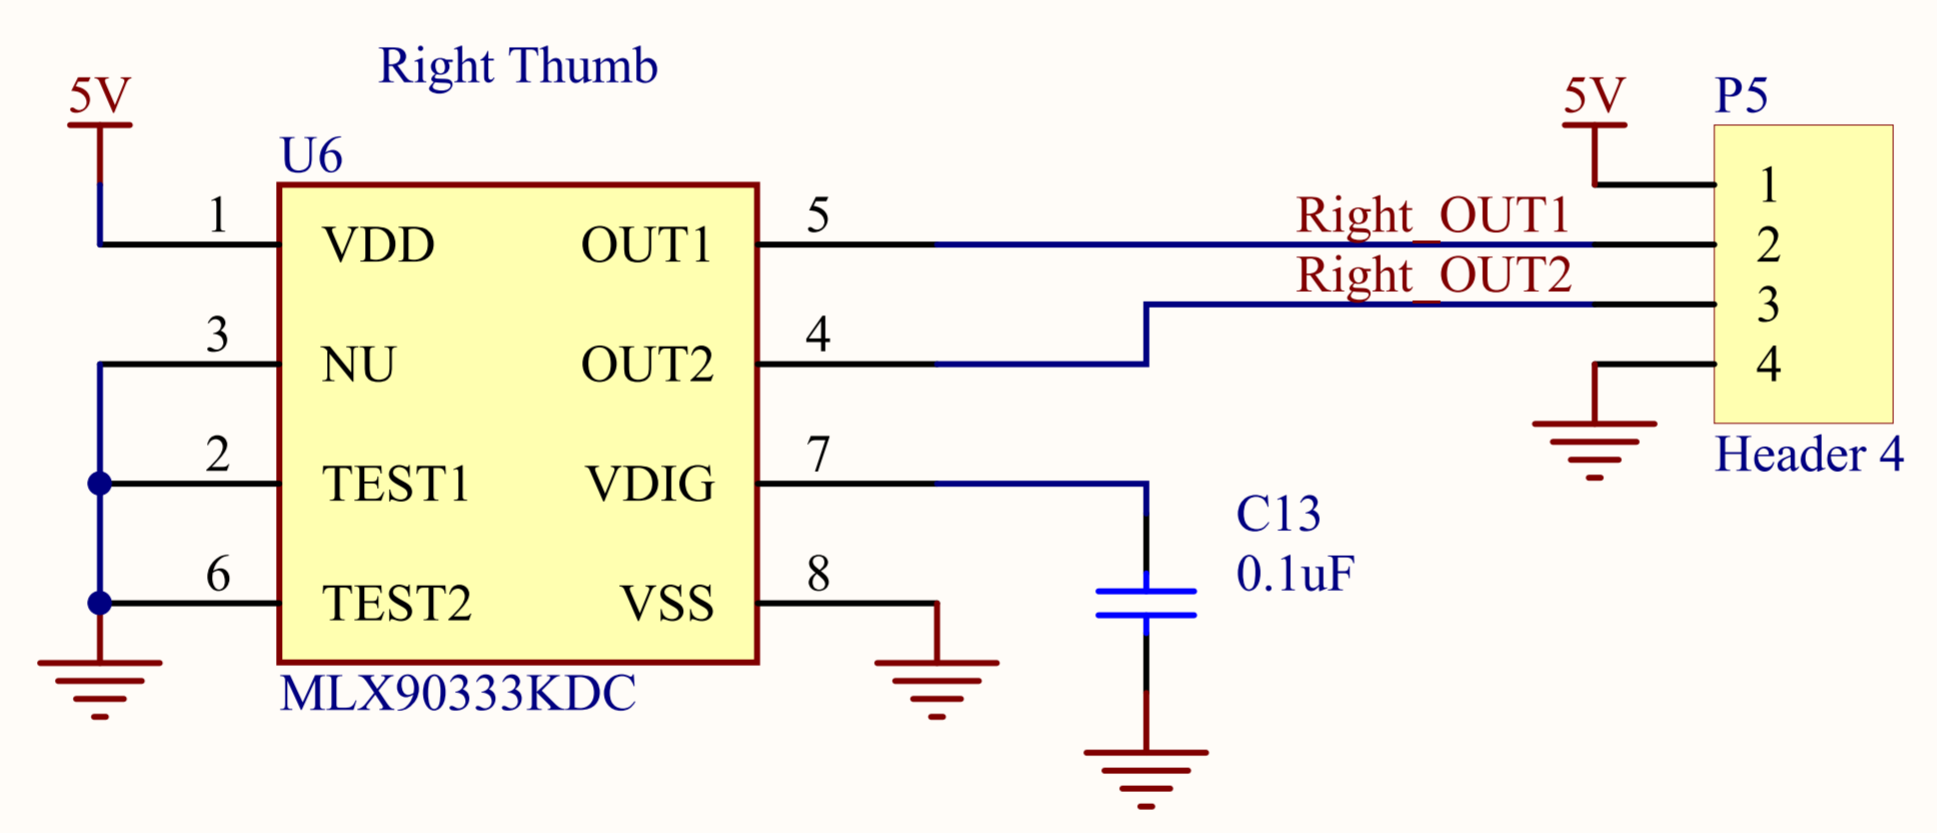 Right Thumb
5V
5V
P5
U6
1
VDD
OUT1
5
Right_OUT1
1
2
3
NU
OUT2
4
Right_OUT2
3
4
2
TEST1
VDIG
7
Header 4
6
TEST2
VSS
8
C13
0.1uF
MLX90333KDC